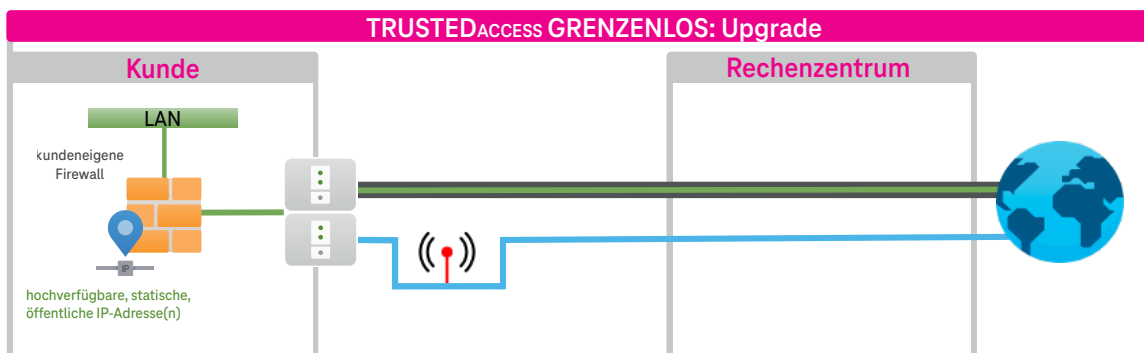 TRUSTEDACCESS GRENZENLOS: Upgrade
Kunde
Rechenzentrum
LAN
kundeneigene
Firewall
IP
hochverfügbare, statische,
öffentliche IP-Adresse(n)